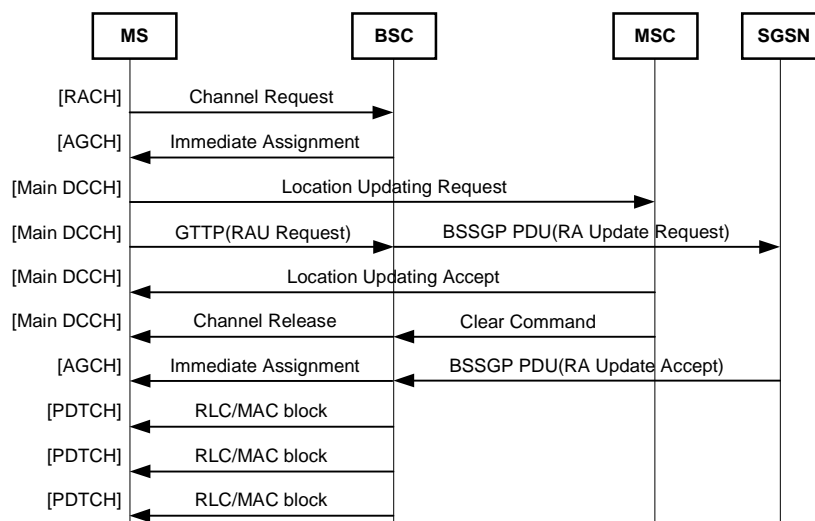 MS BSC MSC SGSN
[RACH] Channel Request
[AGCH] Immediate Assignment
[Main DCCH] Location Updating Request
[Main DCCH] GTTP(RAU Request) BSSGP PDU(RA Update Request)
[Main DCCH] Location Updating Accept
[Main DCCH] Channel Release Clear Command
[AGCH] Immediate Assignment BSSGP PDU(RA Update Accept)
[PDTCH] RLC/MAC block
[PDTCH] RLC/MAC block
[PDTCH] RLC/MAC block